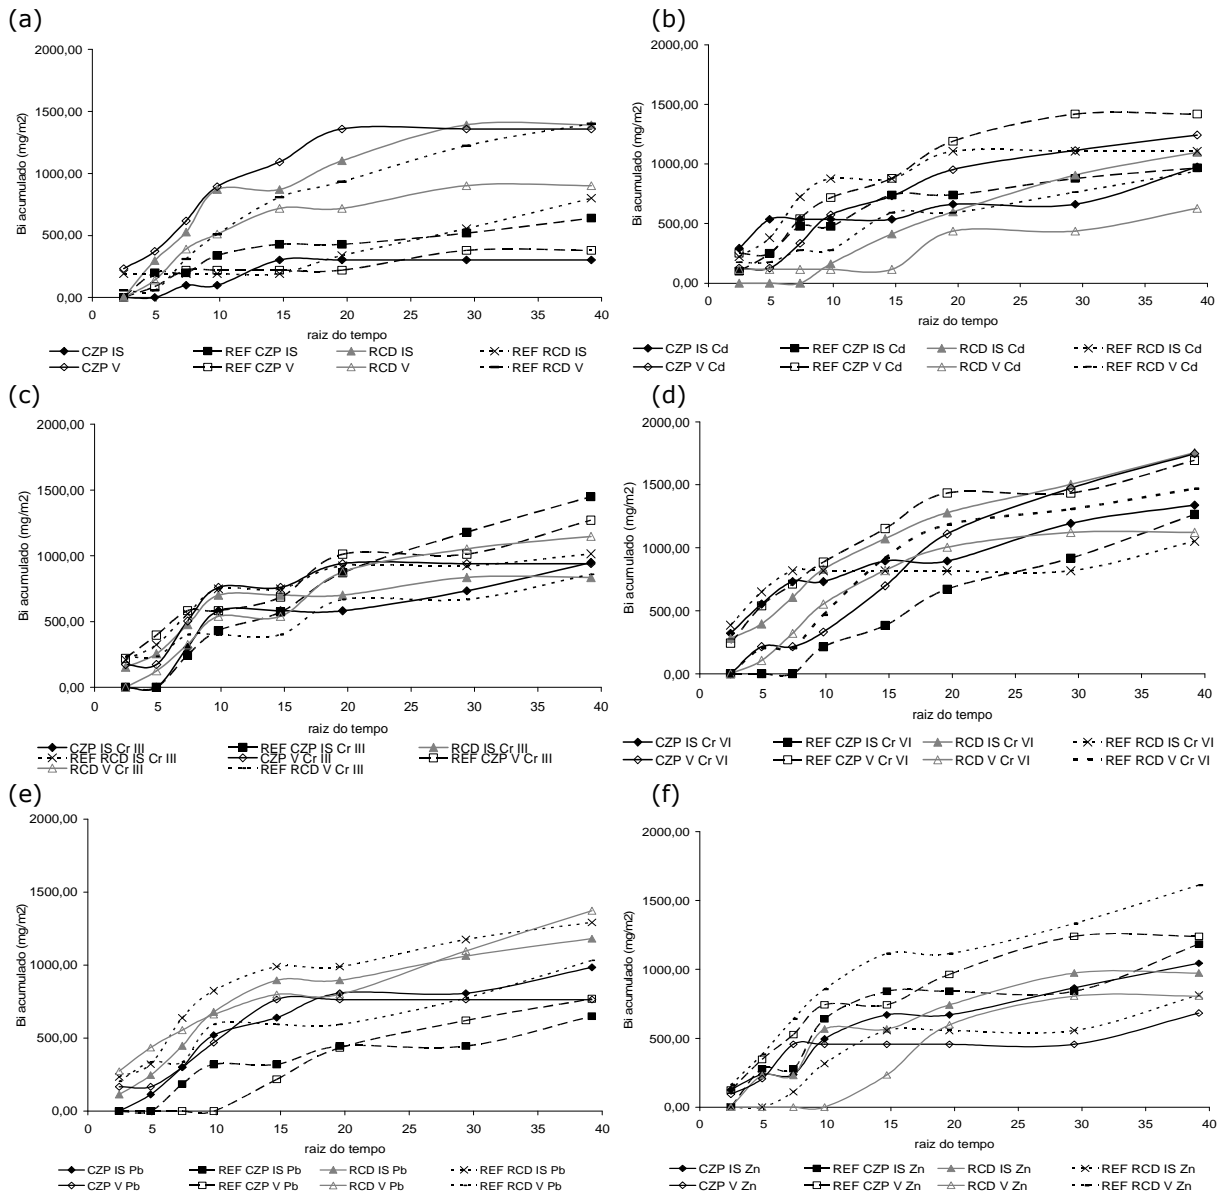 (a)
2000,00
1500,00
1000,00
500,00
0,00
Bi acumulado (mg/m2)
0 5 10 15 20 25 30 35 40
raiz do tempo
CZP IS REF CZP IS RCD IS REF RCD IS
CZP V REF CZP V RCD V REF RCD V
(b)
2000,00
1500,00
1000,00
500,00
0,00
Bi acumulado (mg/m2)
0 5 10 15 20 25 30 35 40
raiz do tempo
CZP IS Cd REF CZP IS Cd RCD IS Cd REF RCD IS Cd
CZP V Cd REF CZP V Cd RCD V Cd REF RCD V Cd
(c)
2000,00
1500,00
1000,00
500,00
0,00
Bi acumulado (mg/m2)
0 5 10 15 20 25 30 35 40
raiz do tempo
CZP IS Cr III REF CZP IS Cr III RCD IS Cr III
REF RCD IS Cr III CZP V Cr III REF CZP V Cr III
RCD V Cr III REF RCD V Cr III
(d)
2000,00
1500,00
1000,00
500,00
0,00
Bi acumulado (mg/m2)
0 5 10 15 20 25 30 35 40
raiz do tempo
CZP IS Cr VI REF CZP IS Cr VI RCD IS Cr VI REF RCD IS Cr VI
CZP V Cr VI REF CZP V Cr VI RCD V Cr VI REF RCD V Cr VI
(e)
2000,00
1500,00
1000,00
500,00
0,00
Bi acumulado (mg/m2)
0 5 10 15 20 25 30 35 40
raiz do tempo
CZP IS Pb REF CZP IS Pb RCD IS Pb REF RCD IS Pb
CZP V Pb REF CZP V Pb RCD V Pb REF RCD V Pb
(f)
2000,00
1500,00
1000,00
500,00
0,00
Bi acumulado (mg/m2)
0 5 10 15 20 25 30 35 40
raiz do tempo
CZP IS Zn REF CZP IS Zn RCD IS Zn REF RCD IS Zn
CZP V Zn REF CZP V Zn RCD V Zn REF RCD V Zn